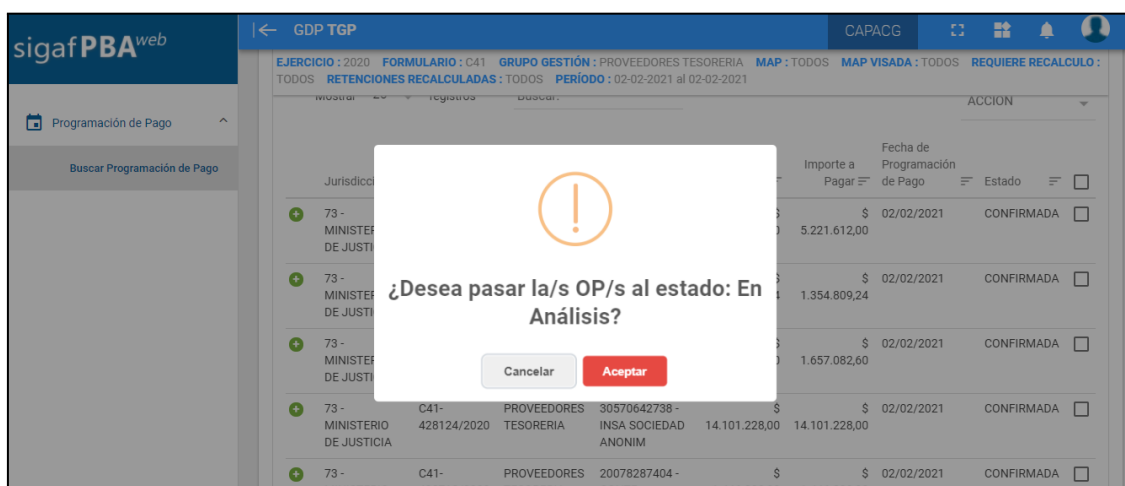 sigafPBAweb
GDP TGP
CAPACG
EJERCICIO : 2020 FORMULARIO : C41 GRUPO GESTIÓN : PROVEEDORES TESORERIA MAP : TODOS MAP VISADA : TODOS REQUIERE RECALCULO :
TODOS RETENCIONES RECALCULADAS : TODOS PERÍODO : 02-02-2021 al 02-02-2021
Mostrar registros Buscar:
ACCION
Programación de Pago
Buscar Programación de Pago
Jurisdicci
Importe a
Pagar
Fecha de
Programación
de Pago
Estado
73 -
MINISTER
DE JUSTI
$
5.221.612,00
02/02/2021
CONFIRMADA
73 -
MINISTER
DE JUSTI
$
1.354.809,24
02/02/2021
CONFIRMADA
73 -
MINISTER
DE JUSTI
$
1.657.082,60
02/02/2021
CONFIRMADA
¿Desea pasar la/s OP/s al estado: En
Análisis?
Cancelar
Aceptar
73 -
MINISTERIO
DE JUSTICIA
C41-
428124/2020
PROVEEDORES
TESORERIA
30570642738 -
INSA SOCIEDAD
ANONIM
$
14.101.228,00
$
14.101.228,00
02/02/2021
CONFIRMADA
73 -
C41-
PROVEEDORES
20078287404 -
$
$
02/02/2021
CONFIRMADA